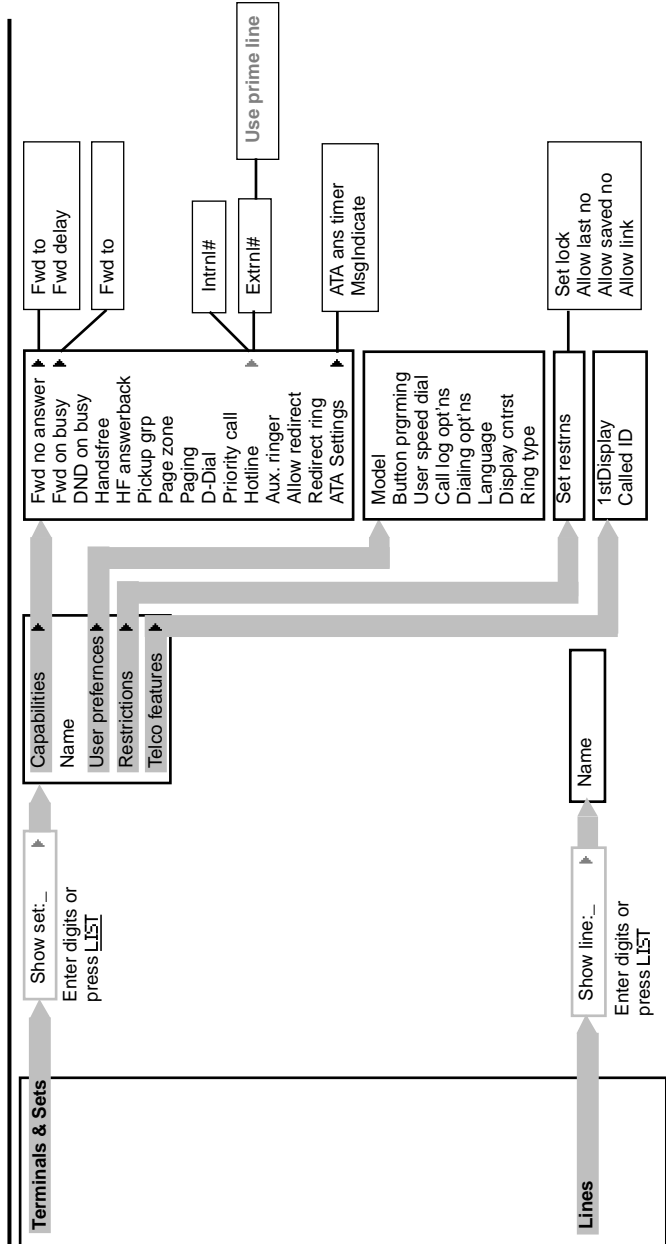 Terminals & Sets
Show set:_
Enter digits or
press LIST
Capabilities
Name
User prefernces
Restrictions
Telco features
Fwd no answer
Fwd on busy
DND on busy
Handsfree
HF answerback
Pickup grp
Page zone
Paging
D-Dial
Priority call
Hotline
Aux. ringer
Allow redirect
Redirect ring
ATA Settings
Fwd to
Fwd delay
Fwd to
Intrnl#
Extrnl#
Use prime line
ATA ans timer
MsgIndicate
Model
Button prgrming
User speed dial
Call log opt'ns
Dialing opt'ns
Language
Display cntrst
Ring type
Set restrns
Set lock
Allow last no
Allow saved no
Allow link
1stDisplay
Called ID
Lines
Show line:_
Enter digits or
press LIST
Name